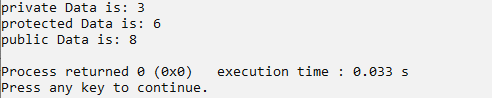 private Data is: 3
protected Data is: 6
public Data is: 8
Process returned 0 (0x0)   execution time : 0.033 s
Press any key to continue.